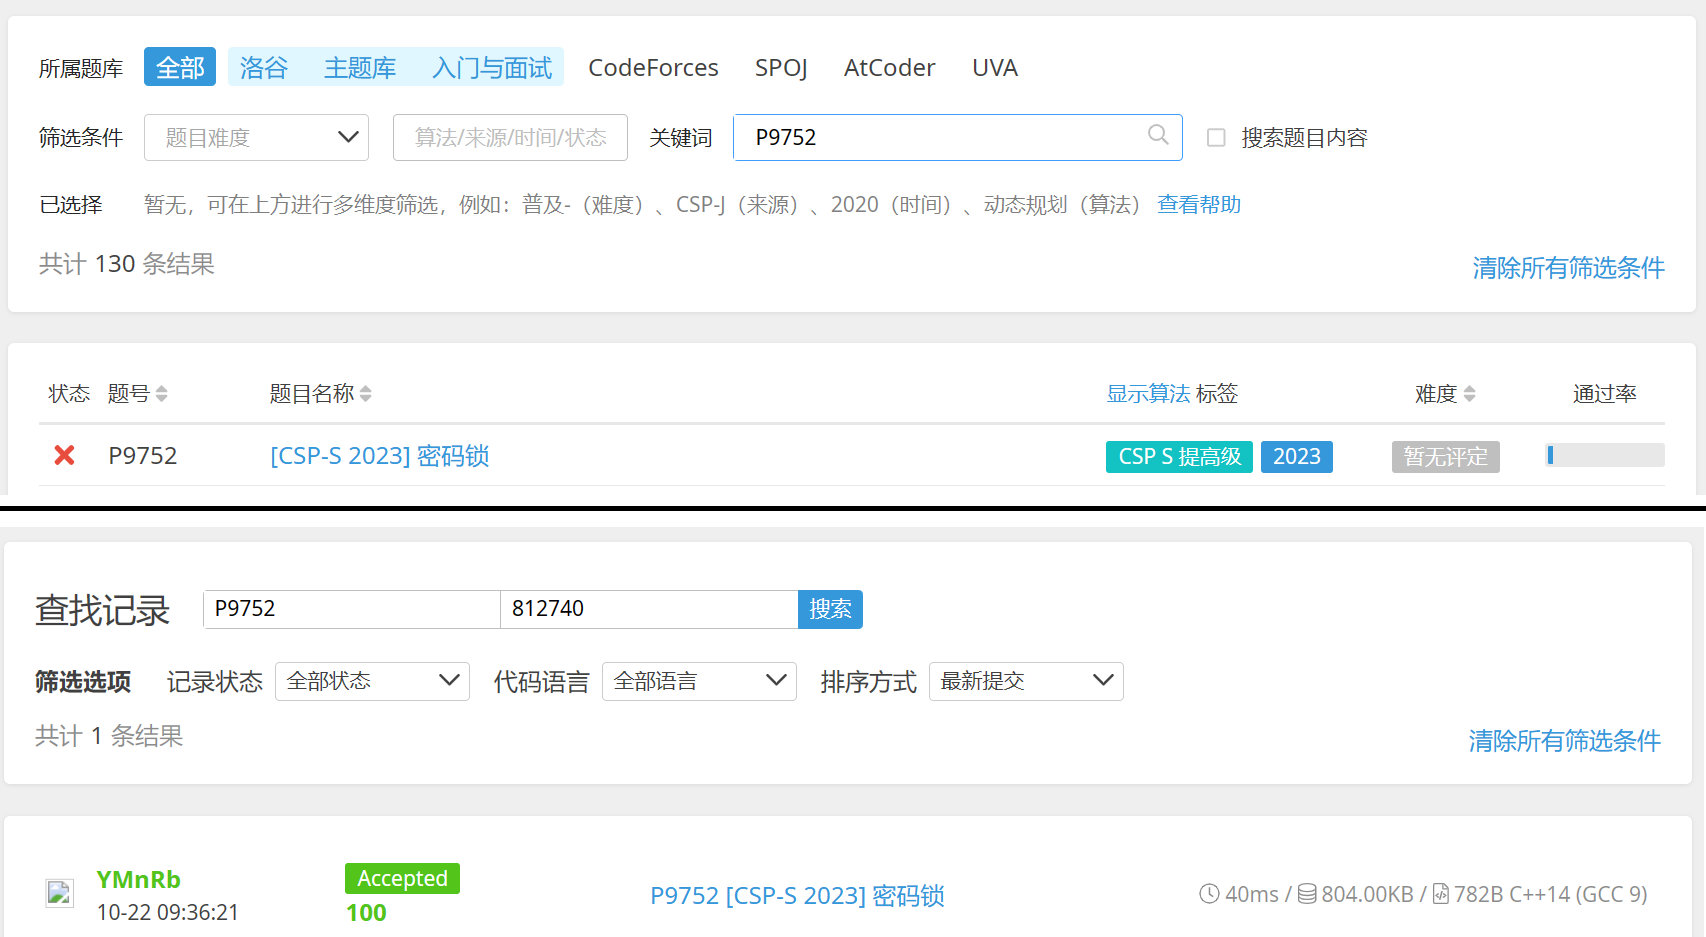 所属题库 全部 洛谷 主题库 入门与面试 CodeForces SPOJ AtCoder UVA
筛选条件 题目难度 算法/来源/时间/状态 关键词 P9752 搜索题目内容
已选择 暂无，可在上方进行多维度筛选，例如：普及-（难度）、CSP-J（来源）、2020（时间）、动态规划（算法） 查看帮助
共计 130 条结果 清除所有筛选条件
状态 题号 题目名称 显示算法 标签 难度 通过率
P9752 [CSP-S 2023] 密码锁 CSP S 提高级 2023 暂无评定
查找记录 P9752 812740 搜索
筛选选项 记录状态 全部状态 代码语言 全部语言 排序方式 最新提交
共计 1 条结果 清除所有筛选条件
YMnRb Accepted
10-22 09:36:21 100 P9752 [CSP-S 2023] 密码锁 40ms / 804.00KB / 782B C++14 (GCC 9)